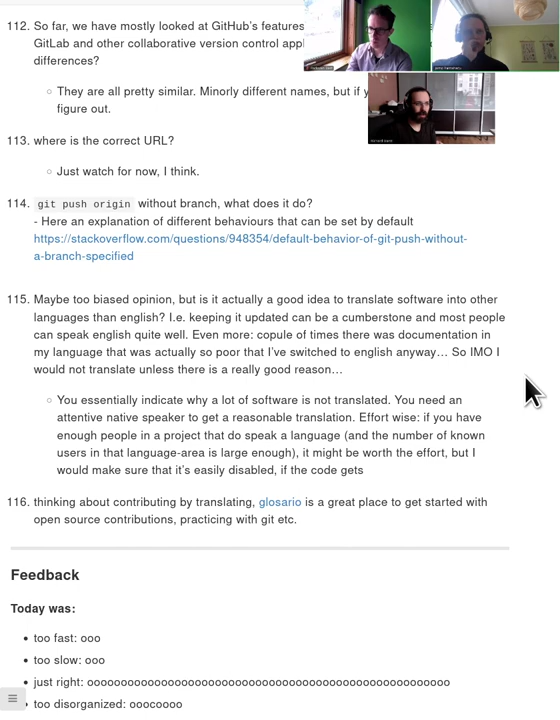 112. So far, we have mostly looked at GitHub's features
GitLab and other collaborative version control appl
differences?
They are all pretty similar. Minorly different names, but if y
figure out.
113. where is the correct URL?
Just watch for now, I think.
114. git push origin without branch, what does it do?
- Here an explanation of different behaviours that can be set by default
https://stackoverflow.com/questions/948354/default-behavior-of-git-push-without-
a-branch-specified
115. Maybe too biased opinion, but is it actually a good idea to translate software into other
languages than english? I.e. keeping it updated can be a cumberstone and most people
can speak english quite well. Even more: copule of times there was documentation in
my language that was actually so poor that I've switched to english anyway... So IMO I
would not translate unless there is a really good reason...
You essentially indicate why a lot of software is not translated. You need an
attentive native speaker to get a reasonable translation. Effort wise: if you have
enough people in a project that do speak a language (and the number of known
users in that language-area is large enough), it might be worth the effort, but I
would make sure that it's easily disabled, if the code gets
116. thinking about contributing by translating, glosario is a great place to get started with
open source contributions, practicing with git etc.
Feedback
Today was:
too fast: ooo
too slow: ooo
just right: ooooooooooooooooooooooooooooooooooooooooooooooooooooo
too disorganized: ooocoooo